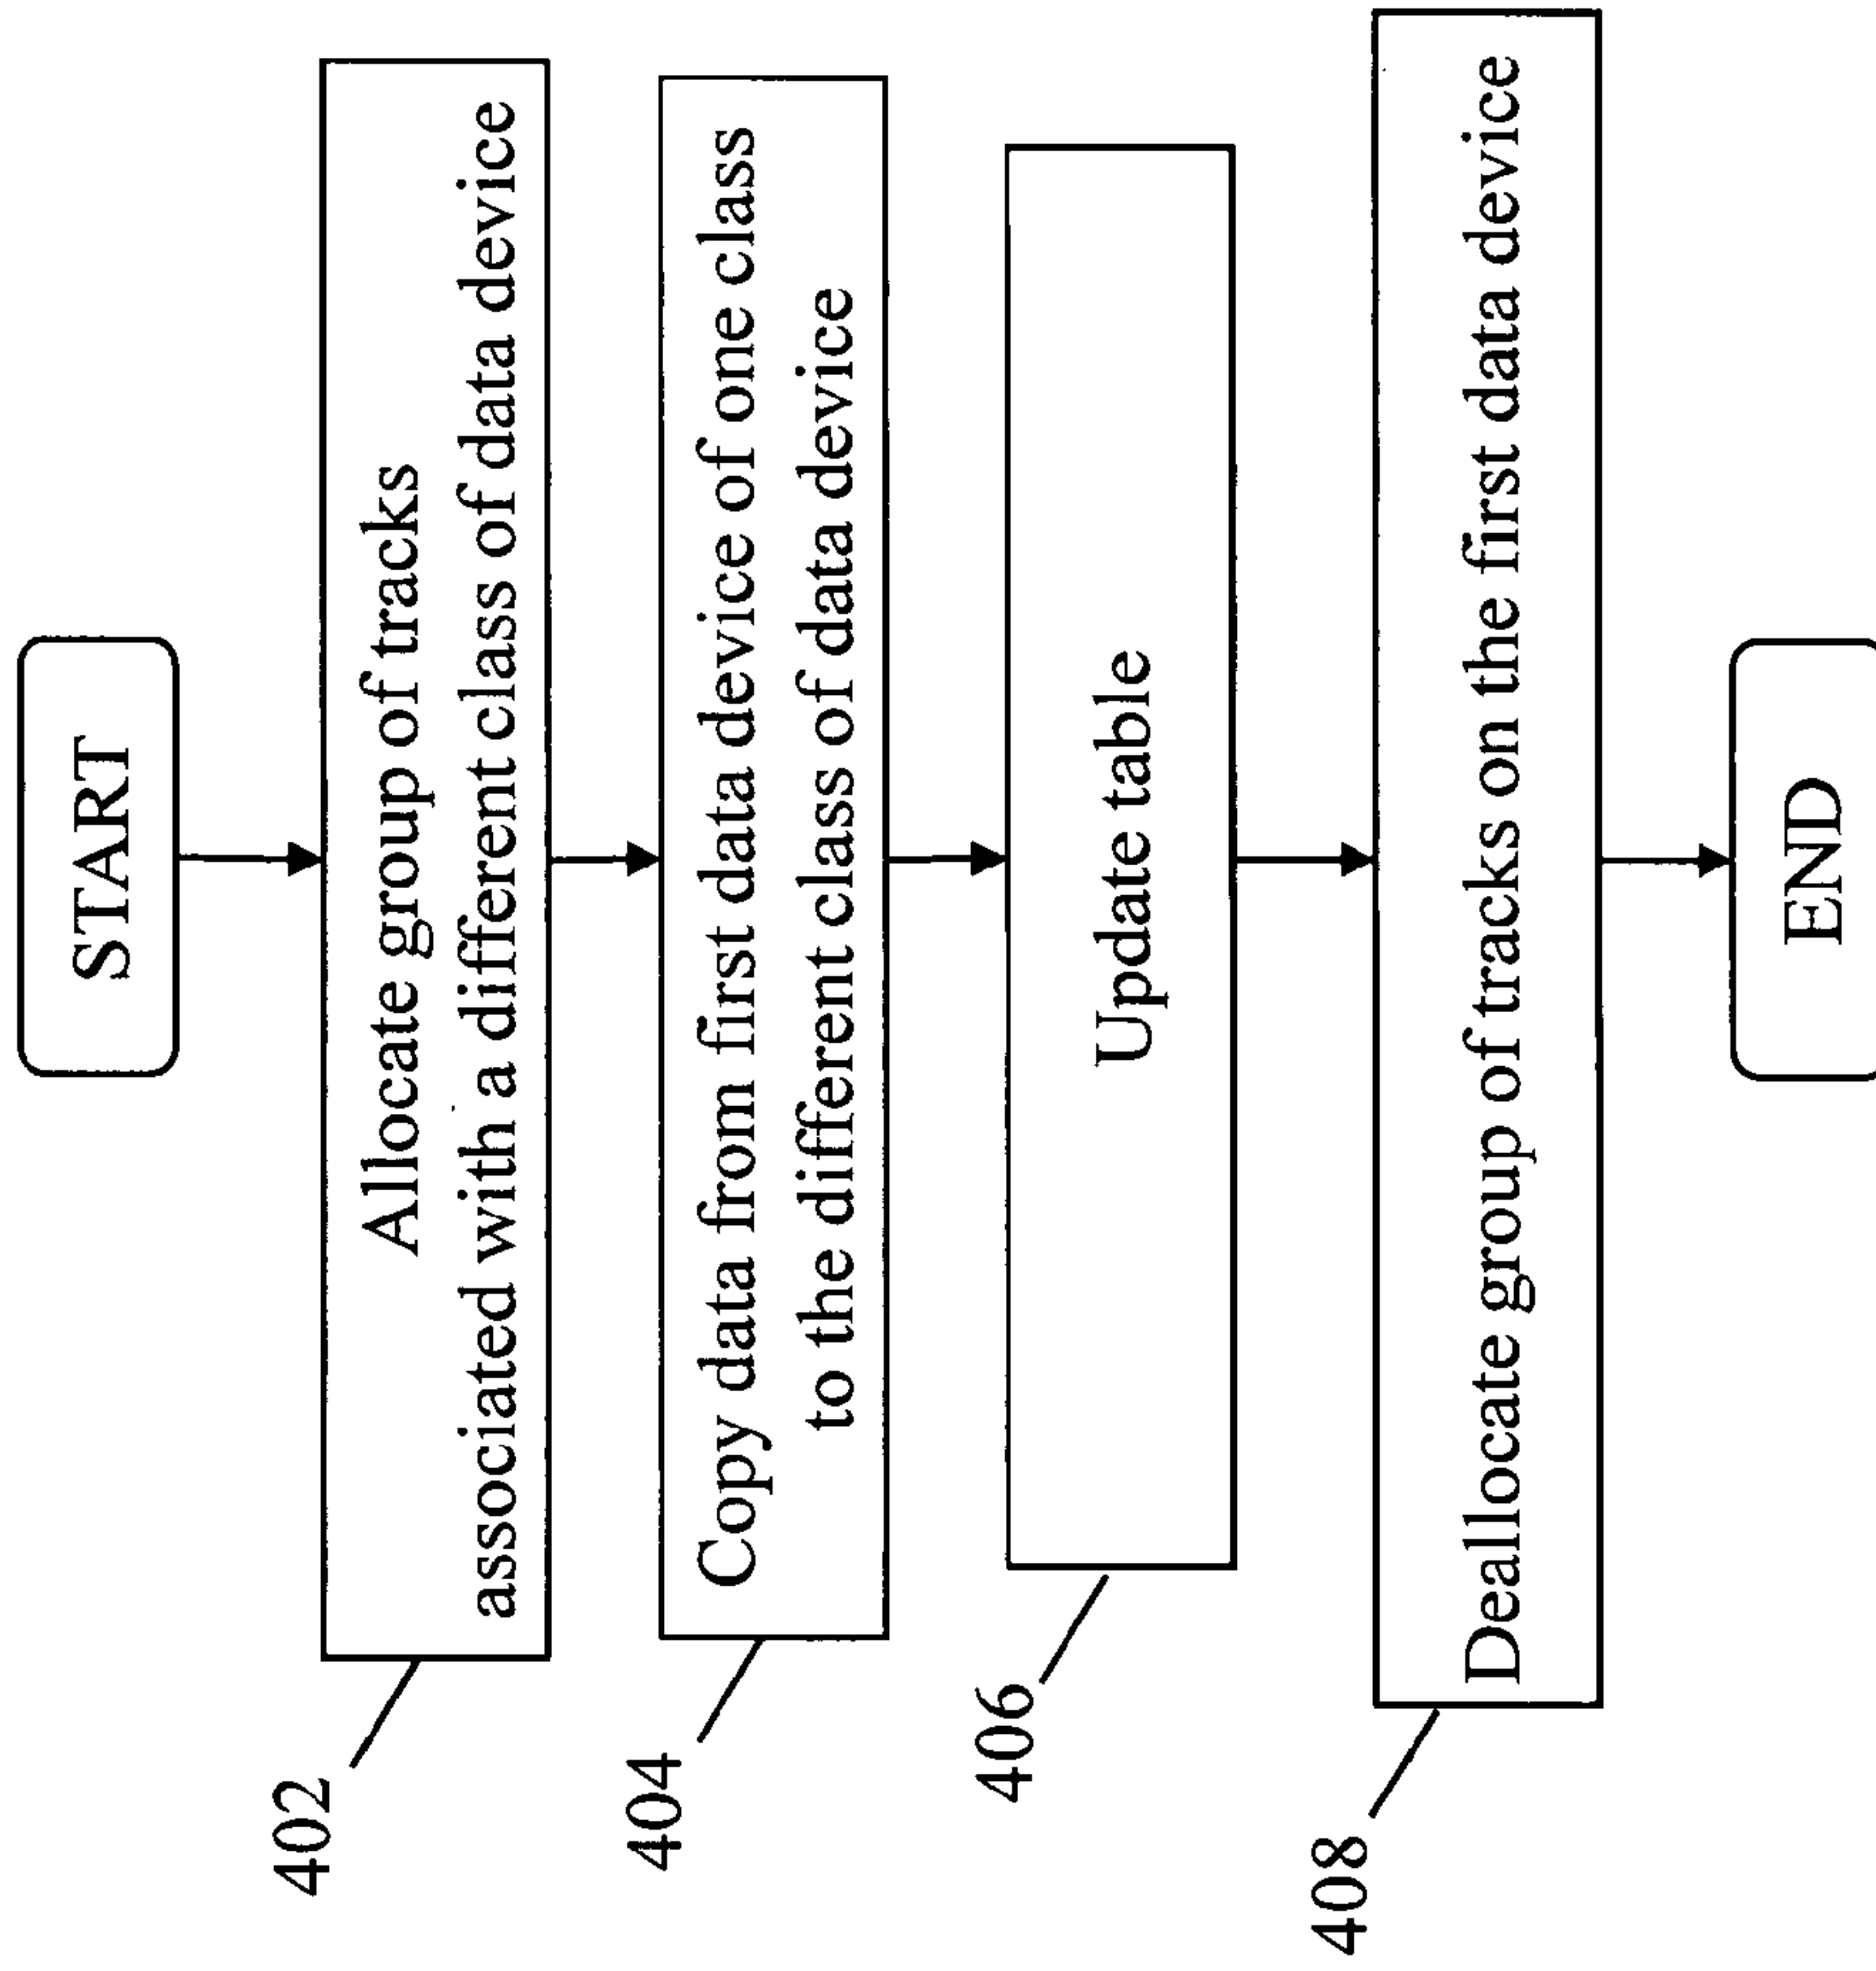 START
402
Allocate group of tracks
associated with a different class of data device
404
Copy data from first data device of one class
to the different class of data device
406
Update table
408
Deallocate group of tracks on the first data device
END